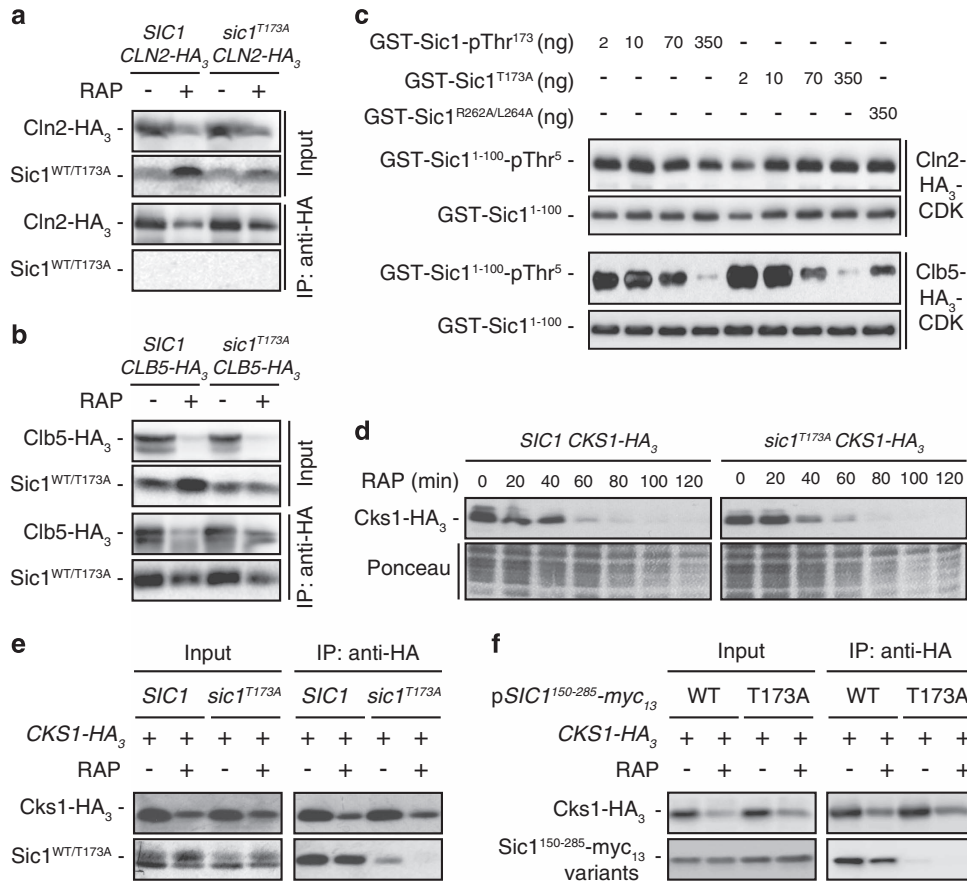 a
SIC1 sic1T173A
CLN2-HA3 CLN2-HA3
RAP - + - +
Cln2-HA3 -
Sic1WT/T173A -
Input
Cln2-HA3 -
Sic1WT/T173A -
IP: anti-HA
b
SIC1 sic1T173A
CLB5-HA3 CLB5-HA3
RAP - + - +
Clb5-HA3 -
Sic1WT/T173A -
Input
Clb5-HA3 -
Sic1WT/T173A -
IP: anti-HA
c
GST-Sic1-pThr173 (ng) 2 10 70 350 - - - - -
GST-Sic1T173A (ng) - - - - 2 10 70 350 -
GST-Sic1R262A/L264A (ng) - - - - - - - - 350
GST-Sic11-100-pThr5 -
GST-Sic11-100 -
Cln2-
HA3-
CDK
GST-Sic11-100-pThr5 -
GST-Sic11-100 -
Clb5-
HA3-
CDK
d
SIC1 CKS1-HA3 sic1T173A CKS1-HA3
RAP (min) 0 20 40 60 80 100 120 0 20 40 60 80 100 120
Cks1-HA3 -
Ponceau
e
Input IP: anti-HA
SIC1 sic1T173A SIC1 sic1T173A
CKS1-HA3 + + + + + + + +
RAP - + - + - + - +
Cks1-HA3 -
Sic1WT/T173A -
f
Input IP: anti-HA
pSIC1150-285-myc13 WT T173A WT T173A
CKS1-HA3 + + + + + + + +
RAP - + - + - + - +
Cks1-HA3 -
Sic1150-285-myc13 -
variants